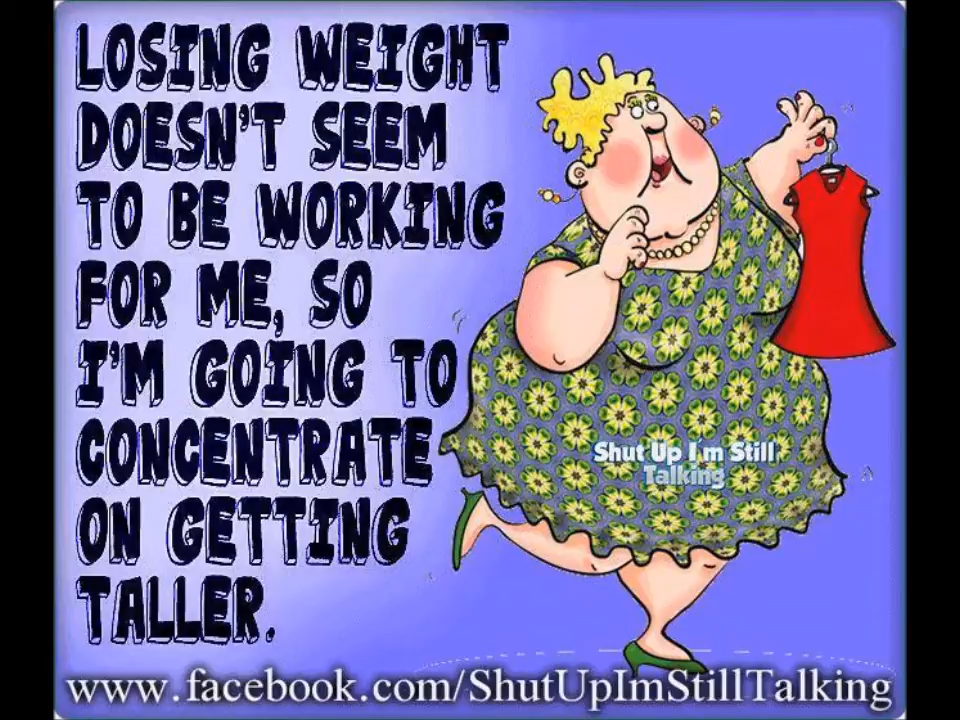 LOSING WEIGHT
DOESN'T SEEM
TO BE WORKING
FOR ME, SO
I'M GOING TO
CONCENTRATE
ON GETTING
TALLER.
Shut Up I'm Still
Talking
www.facebook.com/ShutUpImStillTalking